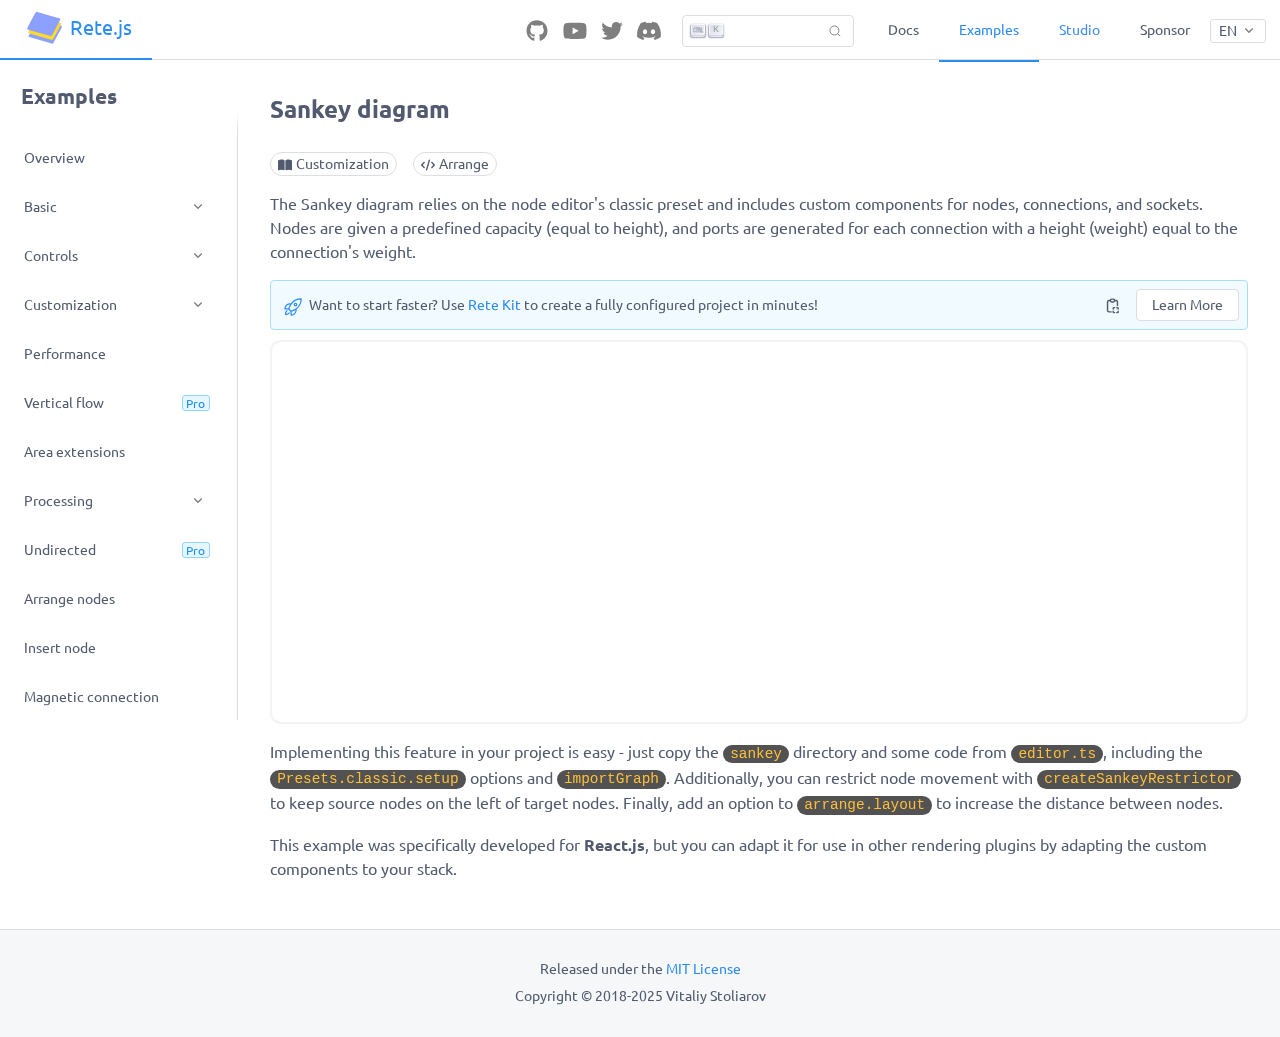 Rete.js
K
Docs
Examples
Studio
Sponsor
EN
Examples
Overview
Basic
Controls
Customization
Performance
Vertical flow
Pro
Area extensions
Processing
Undirected
Pro
Arrange nodes
Insert node
Magnetic connection
Sankey diagram
Customization
Arrange
The Sankey diagram relies on the node editor's classic preset and includes custom components for nodes, connections, and sockets.
Nodes are given a predefined capacity (equal to height), and ports are generated for each connection with a height (weight) equal to the
connection's weight.
Want to start faster? Use Rete Kit to create a fully configured project in minutes!
Learn More
Implementing this feature in your project is easy - just copy the sankey directory and some code from editor.ts, including the
Presets.classic.setup options and importGraph. Additionally, you can restrict node movement with createSankeyRestrictor
to keep source nodes on the left of target nodes. Finally, add an option to arrange.layout to increase the distance between nodes.
This example was specifically developed for React.js, but you can adapt it for use in other rendering plugins by adapting the custom
components to your stack.
Released under the MIT License
Copyright © 2018-2025 Vitaliy Stoliarov